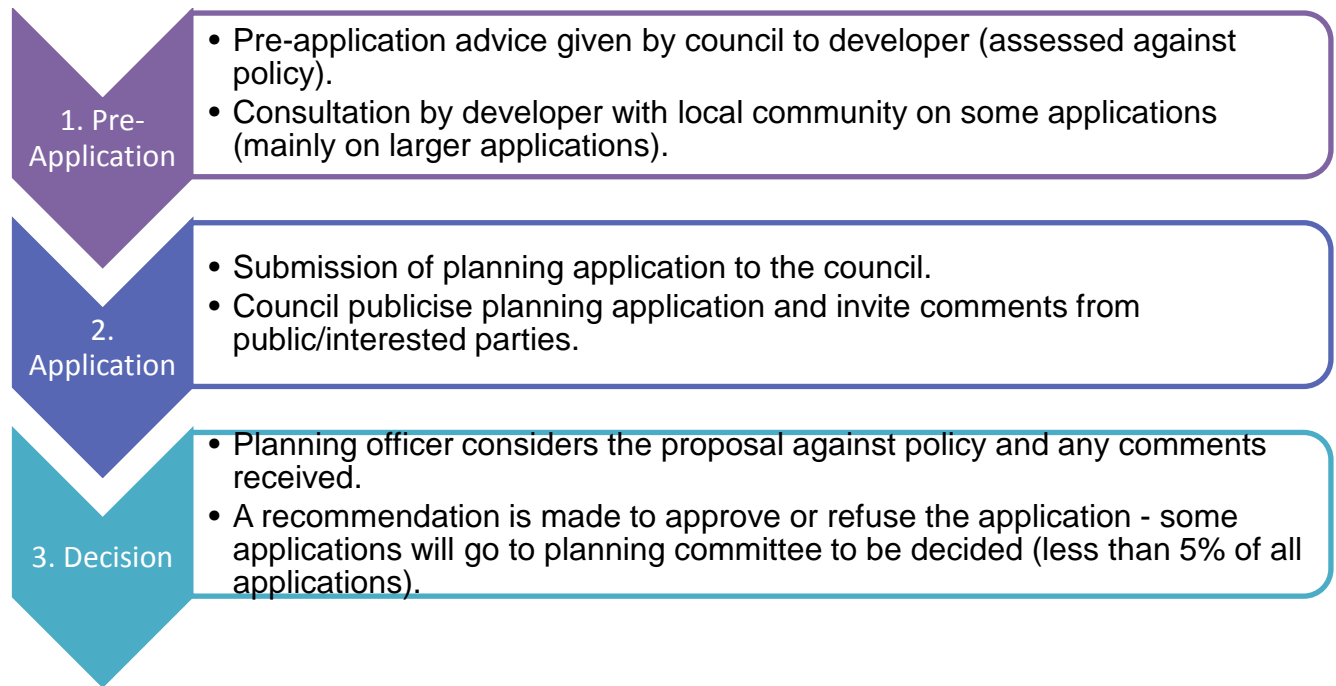 1. Pre-
Application
• Pre-application advice given by council to developer (assessed against
policy).
• Consultation by developer with local community on some applications
(mainly on larger applications).
2.
Application
• Submission of planning application to the council.
• Council publicise planning application and invite comments from
public/interested parties.
3. Decision
• Planning officer considers the proposal against policy and any comments
received.
• A recommendation is made to approve or refuse the application - some
applications will go to planning committee to be decided (less than 5% of all
applications).